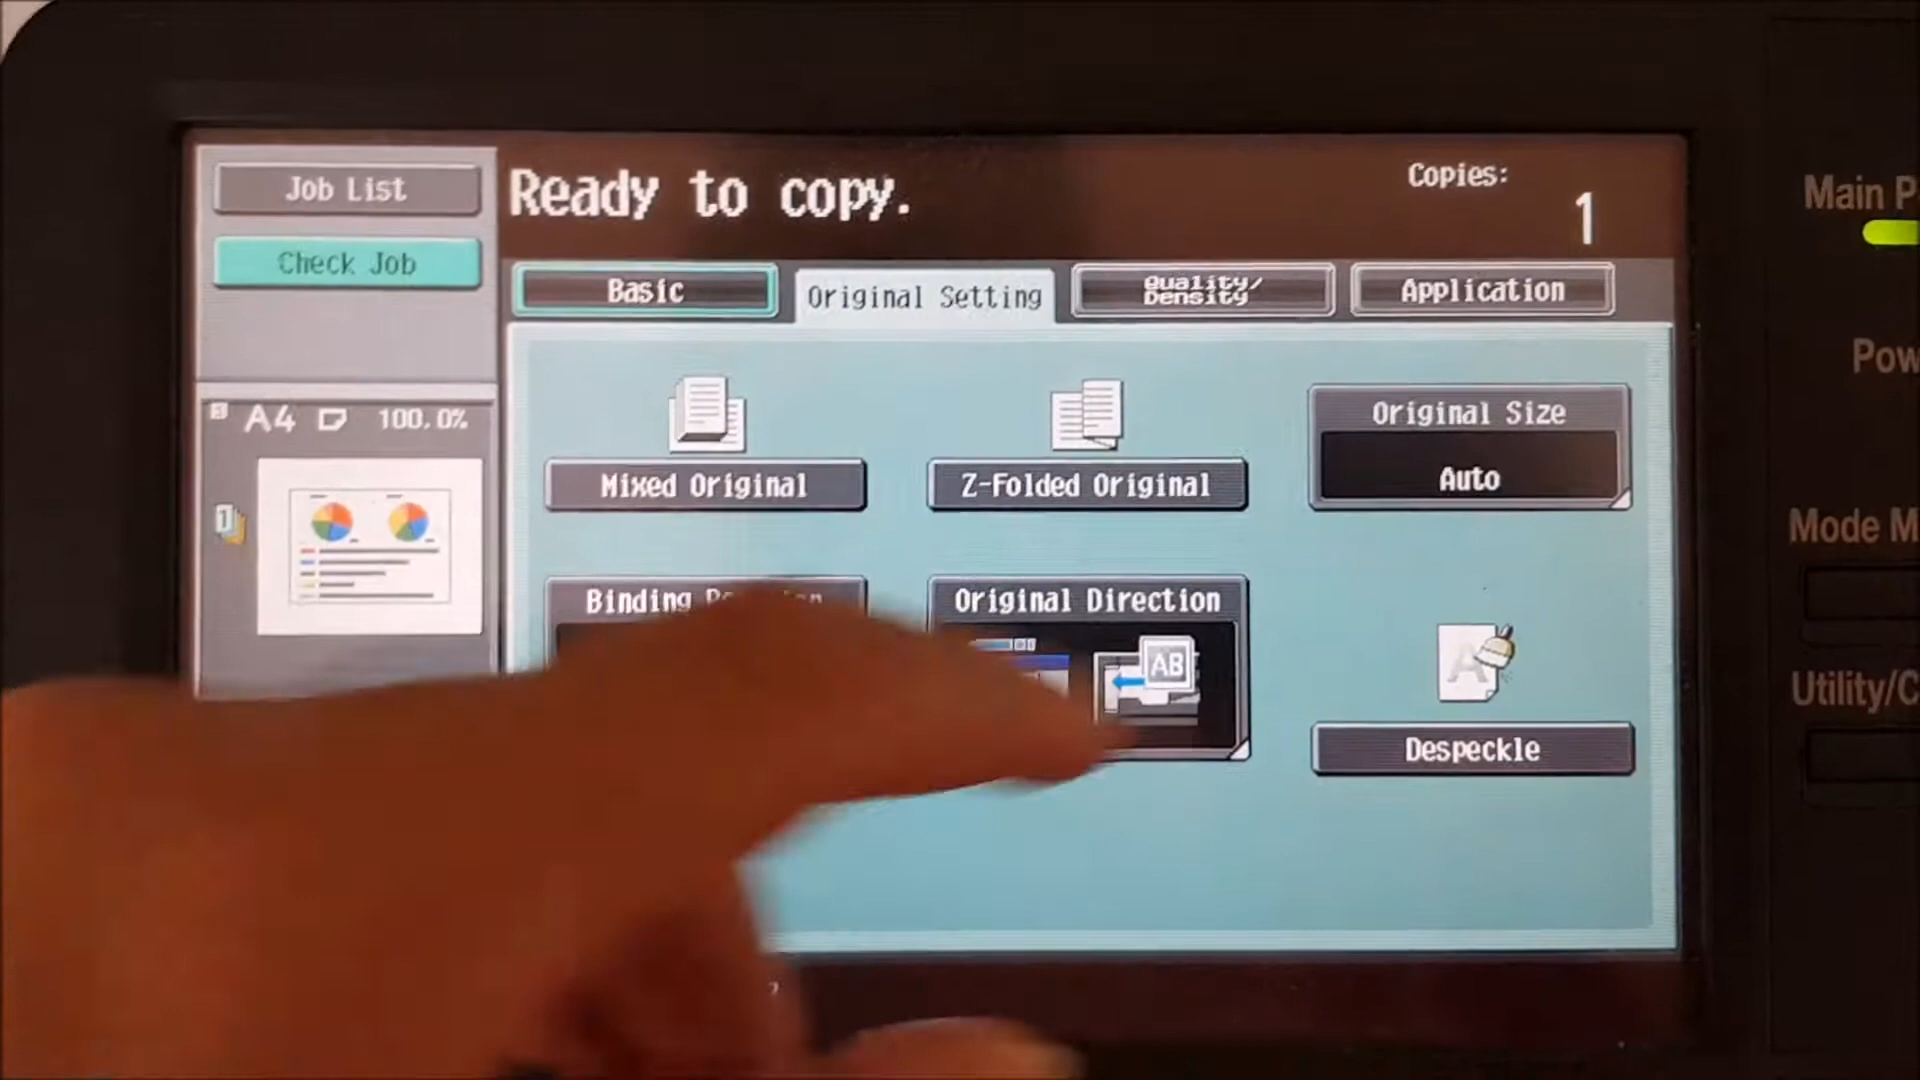 Job List
Check Job
Ready to copy.
Copies:
1
Basic
Original Setting
Quality/
Density
Application
A4 100.0%
1
Mixed Original
Z-Folded Original
Original Size
Auto
Binding
Original Direction
AB
A
Despeckle
Main P
Pow
Mode M
Utility/C